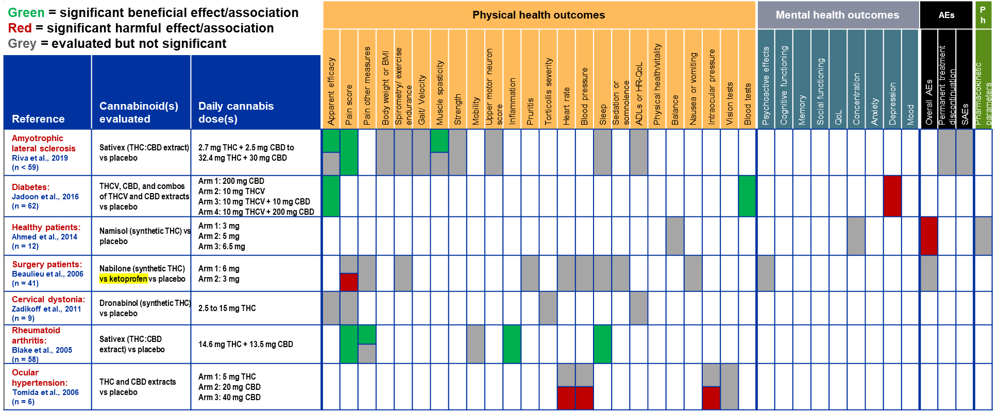 Green = significant beneficial effect/association
Red = significant harmful effect/association
Grey = evaluated but not significant
Physical health outcomes
Mental health outcomes
AEs
P
h
Reference
Cannabinoid(s)
evaluated
Daily cannabis
dose(s)
Apparent efficacy
Pain score
Pain other measures
Body weight or BMI
Spirometry/ exercise
endurance
Gait/ Velocity
Muscle spasticity
Strength
Mobility
Upper motor neuron
score
Inflammation
Pruritis
Torticollis severity
Heart rate
Blood pressure
Sleep
Sedation or
somnolence
ADLs or HR-QoL
Physical health/vitality
Balance
Nausea or vomiting
Intraocular pressure
Vision tests
Blood tests
Psychoactive effects
Cognitive functioning
Memory
Social functioning
QoL
Concentration
Anxiety
Depression
Mood
Overall AEs
Permanent treatment
discontinuation
SAEs
Pharmacokinetic
parameters
Amyotrophic
lateral sclerosis
Riva et al., 2019
(n < 59)
Sativex (THC:CBD extract)
vs placebo
2.7 mg THC + 2.5 mg CBD to
32.4 mg THC + 30 mg CBD
Diabetes:
Jadoon et al., 2016
(n = 62)
THCV, CBD, and combos
of THCV and CBD extracts
vs placebo
Arm 1: 200 mg CBD
Arm 2: 10 mg THCV
Arm 3: 10 mg THCV + 10 mg CBD
Arm 4: 10 mg THCV + 200 mg CBD
Healthy patients:
Ahmed et al., 2014
(n = 12)
Namisol (synthetic THC) vs
placebo
Arm 1: 3 mg
Arm 2: 5 mg
Arm 3: 6.5 mg
Surgery patients:
Beaulieu et al., 2006
(n = 41)
Nabilone (synthetic THC)
vs ketoprofen vs placebo
Arm 1: 6 mg
Arm 2: 3 mg
Cervical dystonia:
Zadikoff et al., 2011
(n = 9)
Dronabinol (synthetic THC)
vs placebo
2.5 to 15 mg THC
Rheumatoid
arthritis:
Blake et al., 2005
(n = 58)
Sativex (THC:CBD
extract) vs placebo
14.6 mg THC + 13.5 mg CBD
Ocular
hypertension:
Tomida et al., 2006
(n = 6)
THC and CBD extracts
vs placebo
Arm 1: 5 mg THC
Arm 2: 20 mg CBD
Arm 3: 40 mg CBD